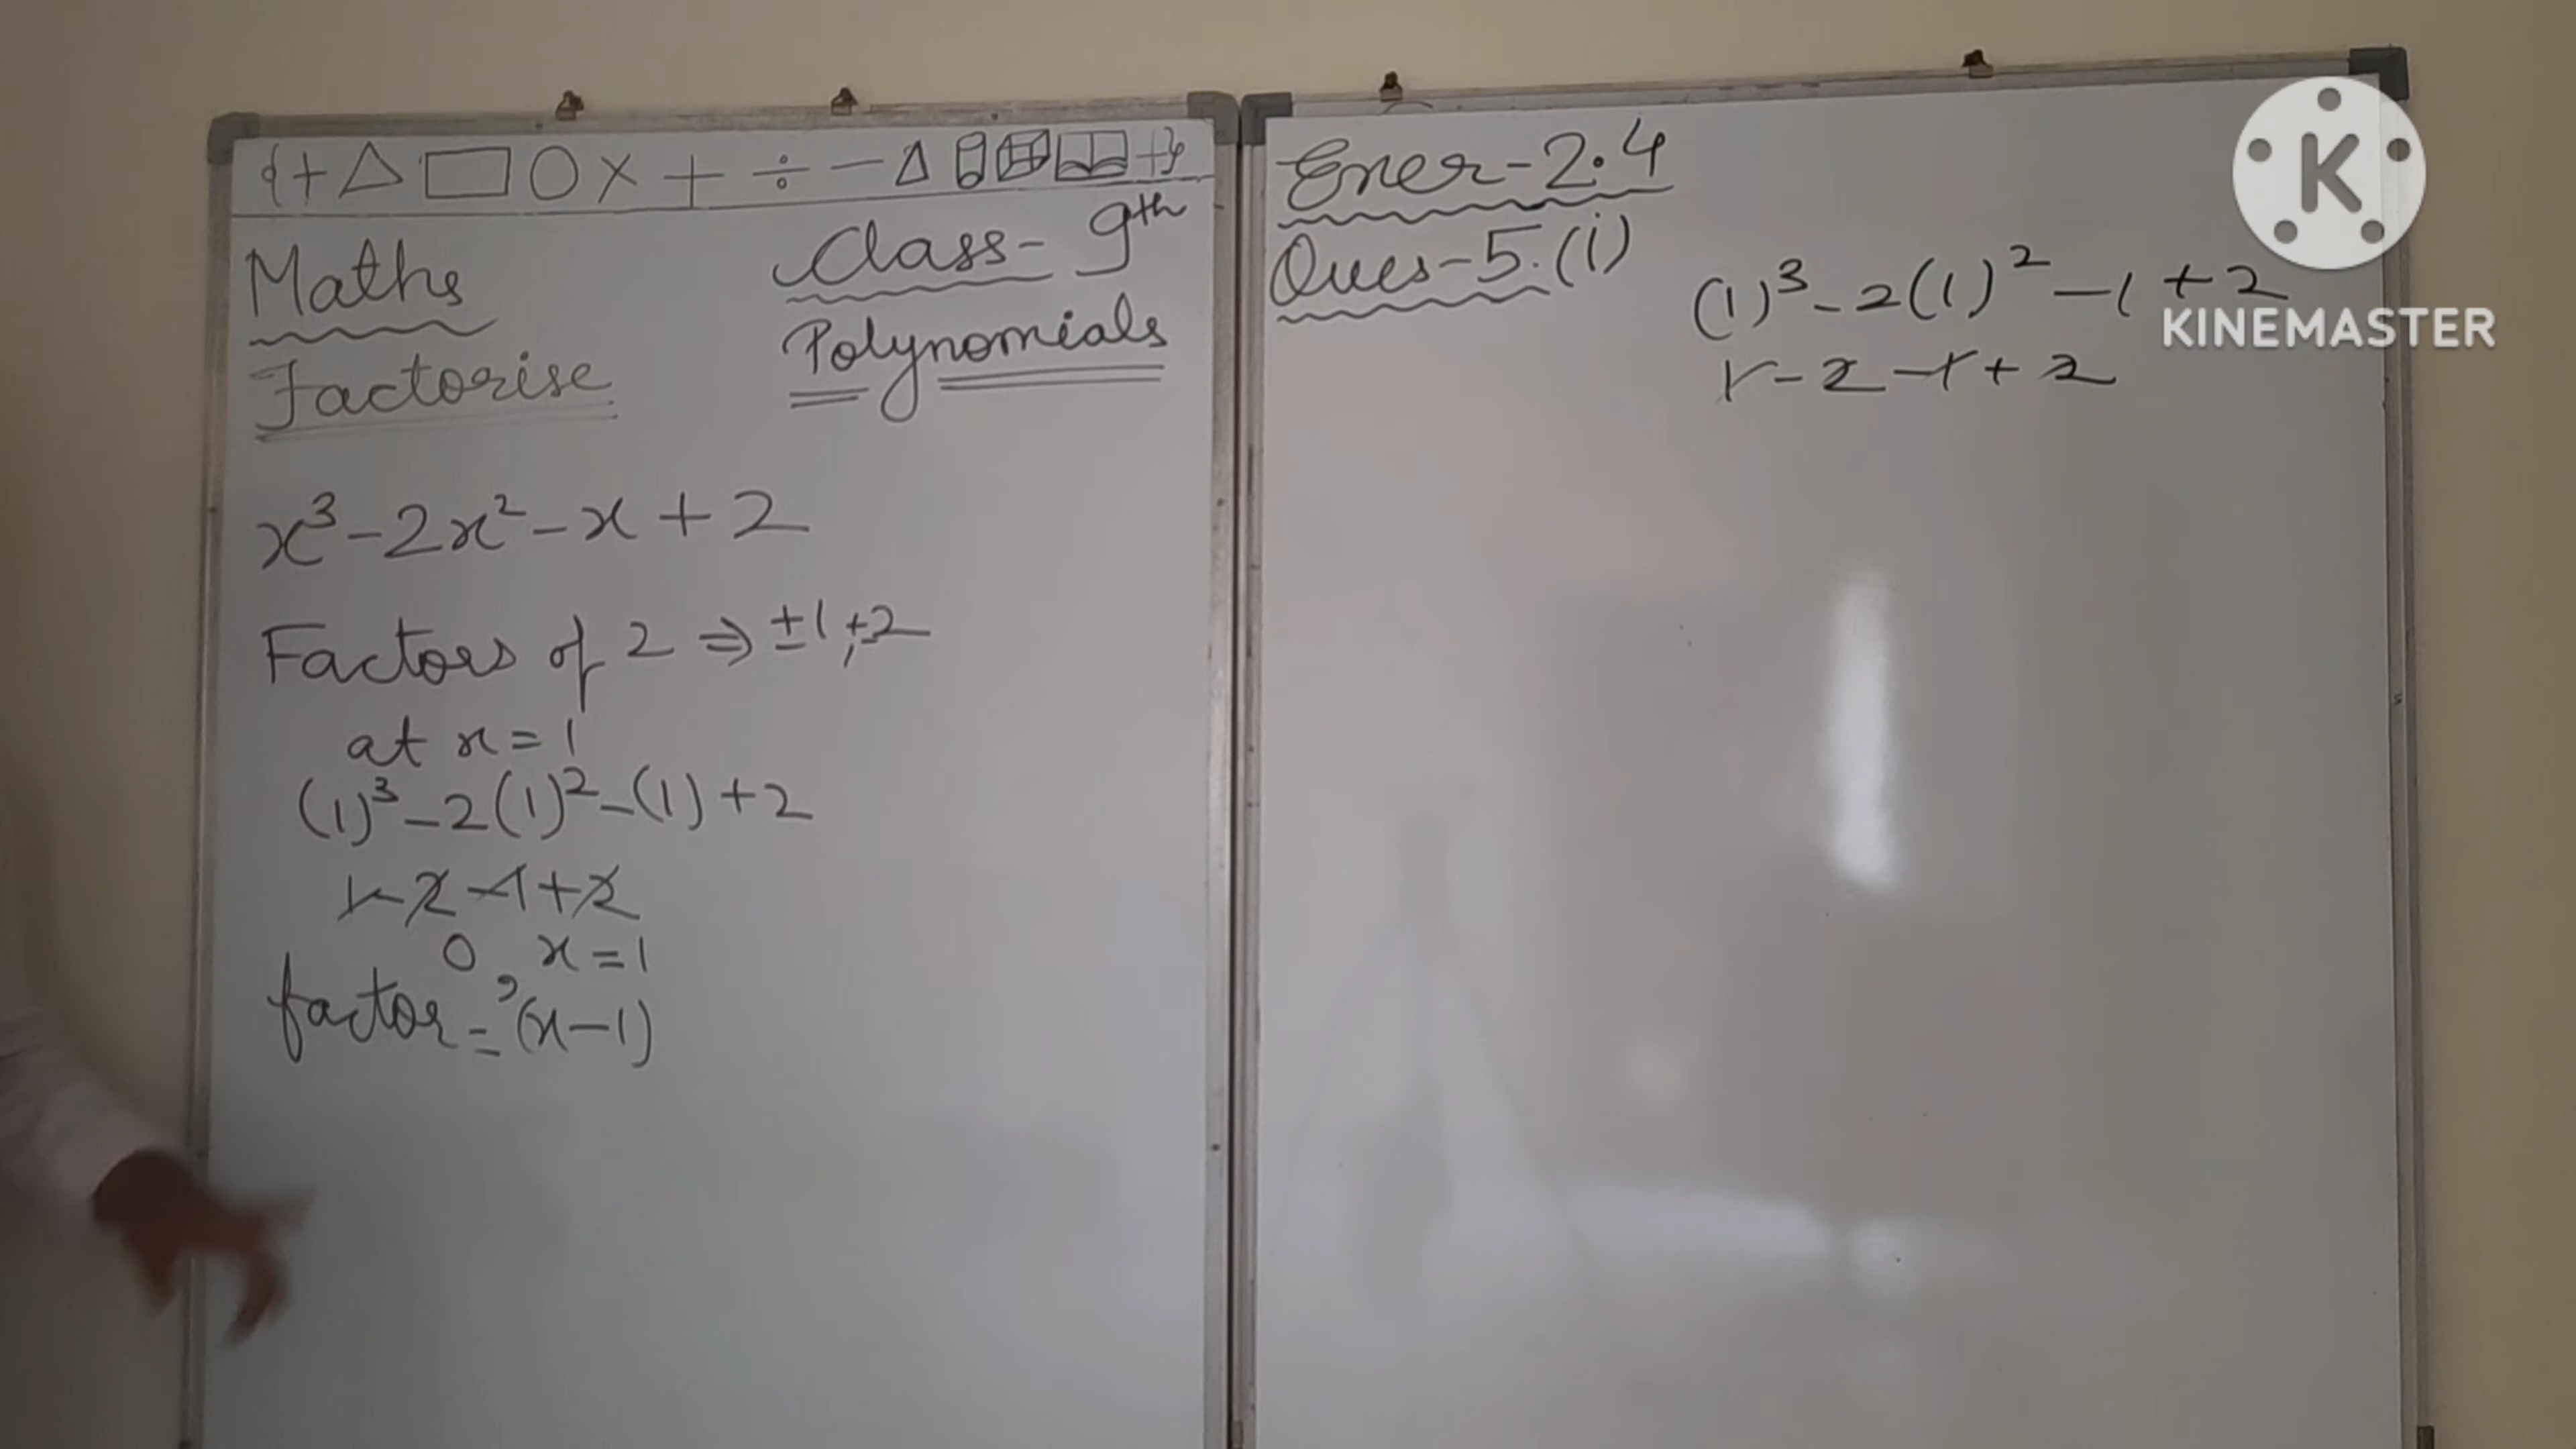 {+ △ ▭ ○ × + ÷ − +}
Maths
Class- 9th
Factorise
Polynomials
x³-2x²-x+2
Factors of 2 ⇒ ±1,±2
at x=1
(1)³-2(1)²-(1)+2
1-2-1+2
0, x=1
factor = (x-1)
Exer-2.4
Ques-5.(i)
(1)³-2(1)²-1+2
1-2-1+2
K
KINEMASTER